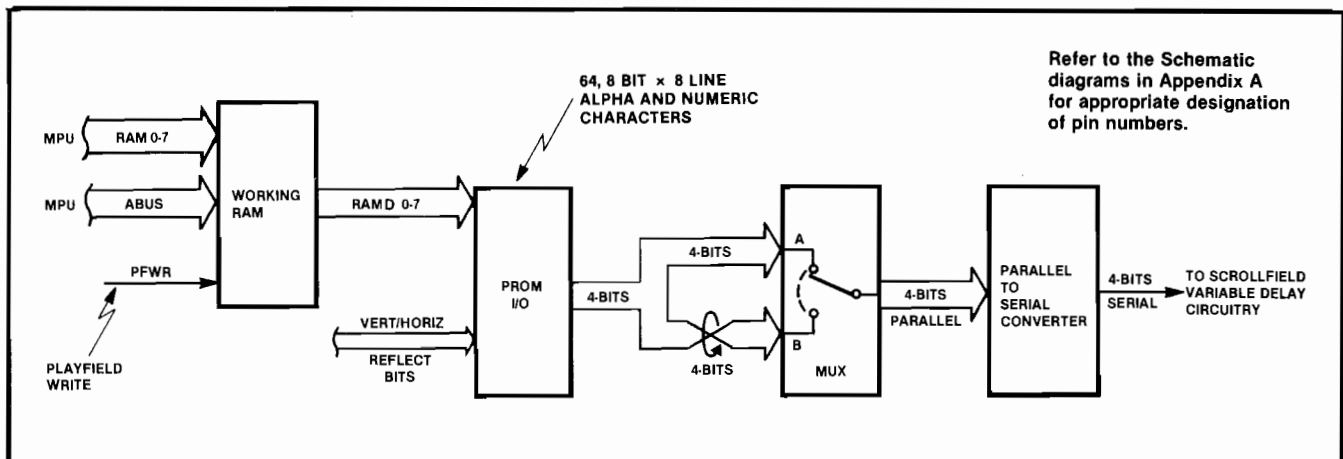 Refer to the Schematic
diagrams in Appendix A
for appropriate designation
of pin numbers.
64, 8 BIT × 8 LINE
ALPHA AND NUMERIC
CHARACTERS
MPU
RAM 0-7
MPU
ABUS
PFWR
PLAYFIELD
WRITE
WORKING
RAM
RAMD 0-7
VERT/HORIZ
REFLECT
BITS
PROM
I/O
4-BITS
4-BITS
4-BITS
A
B
MUX
4-BITS
PARALLEL
PARALLEL
TO
SERIAL
CONVERTER
4-BITS
SERIAL
TO SCROLLFIELD
VARIABLE DELAY
CIRCUITRY